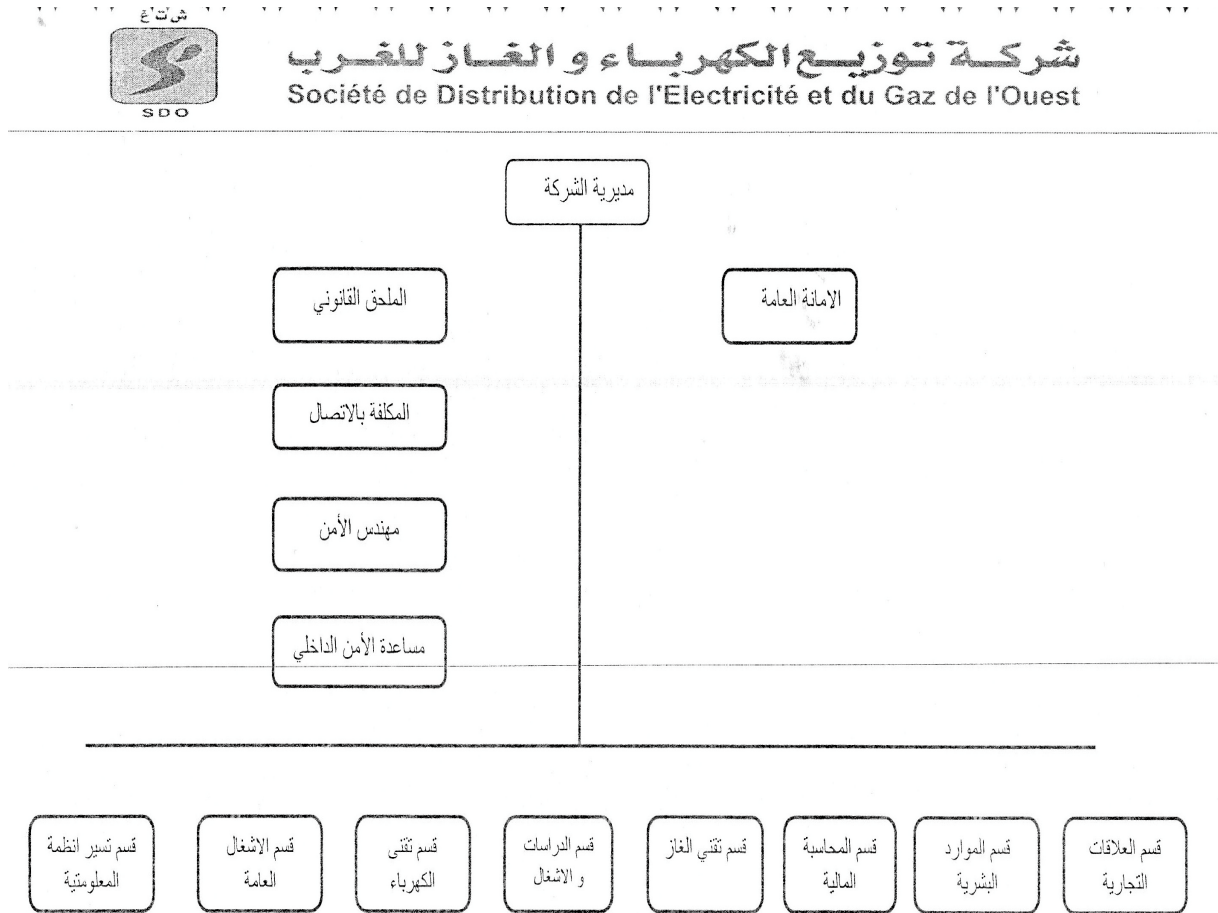 ش ت غ
SDO
شركة توزيع الكهرباء و الغاز للغرب
Société de Distribution de l'Electricité et du Gaz de l'Ouest
مديرية الشركة
الامانة العامة
الملحق القانوني
المكلفة بالاتصال
مهندس الأمن
مساعدة الأمن الداخلي
قسم العلاقات
التجارية
قسم الموارد
البشرية
قسم المحاسبة
المالية
قسم تقني الغاز
قسم الدراسات
و الاشغال
قسم تقنى
الكهرباء
قسم الاشغال
العامة
قسم تسير انظمة
المعلومتية